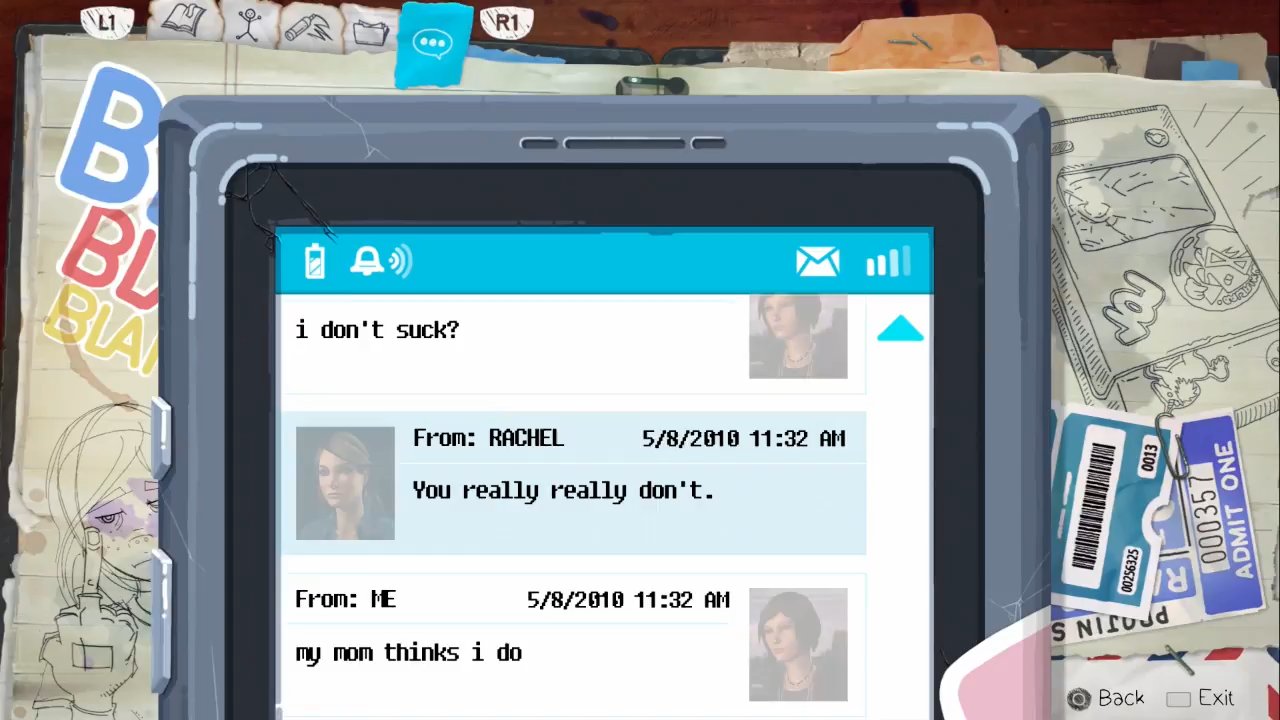 L1
R1
i don't suck?
From: RACHEL 5/8/2010 11:32 AM
You really really don't.
From: ME 5/8/2010 11:32 AM
my mom thinks i do
0013
00256325
000357
ADMIT ONE
Back
Exit